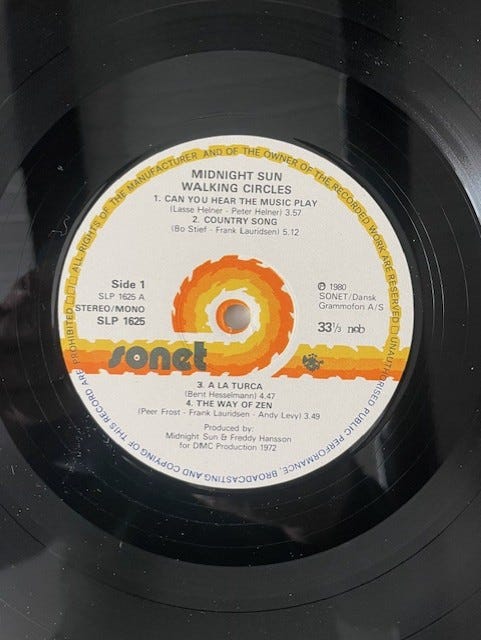 MIDNIGHT SUN
WALKING CIRCLES
1. CAN YOU HEAR THE MUSIC PLAY
(Lasse Helner - Peter Helner) 3.57
2. COUNTRY SONG
(Bo Stief - Frank Lauridsen) 5.12
Side 1
SLP 1625 A
STEREO/MONO
SLP 1625
℗ 1980
SONET/Dansk
Grammofon A/S
33⅓ ncb
sonet
3. A LA TURCA
(Bent Hesselmann) 4.47
4. THE WAY OF ZEN
(Peer Frost - Frank Lauridsen - Andy Levy) 3.49
Produced by:
Midnight Sun & Freddy Hansson
for DMC Production 1972
ALL RIGHTS OF THE MANUFACTURER AND OF THE OWNER OF THE RECORDED WORK ARE RESERVED □ UNAUTHORISED PUBLIC PERFORMANCE, BROADCASTING AND COPYING OF THIS RECORD ARE PROHIBITED □